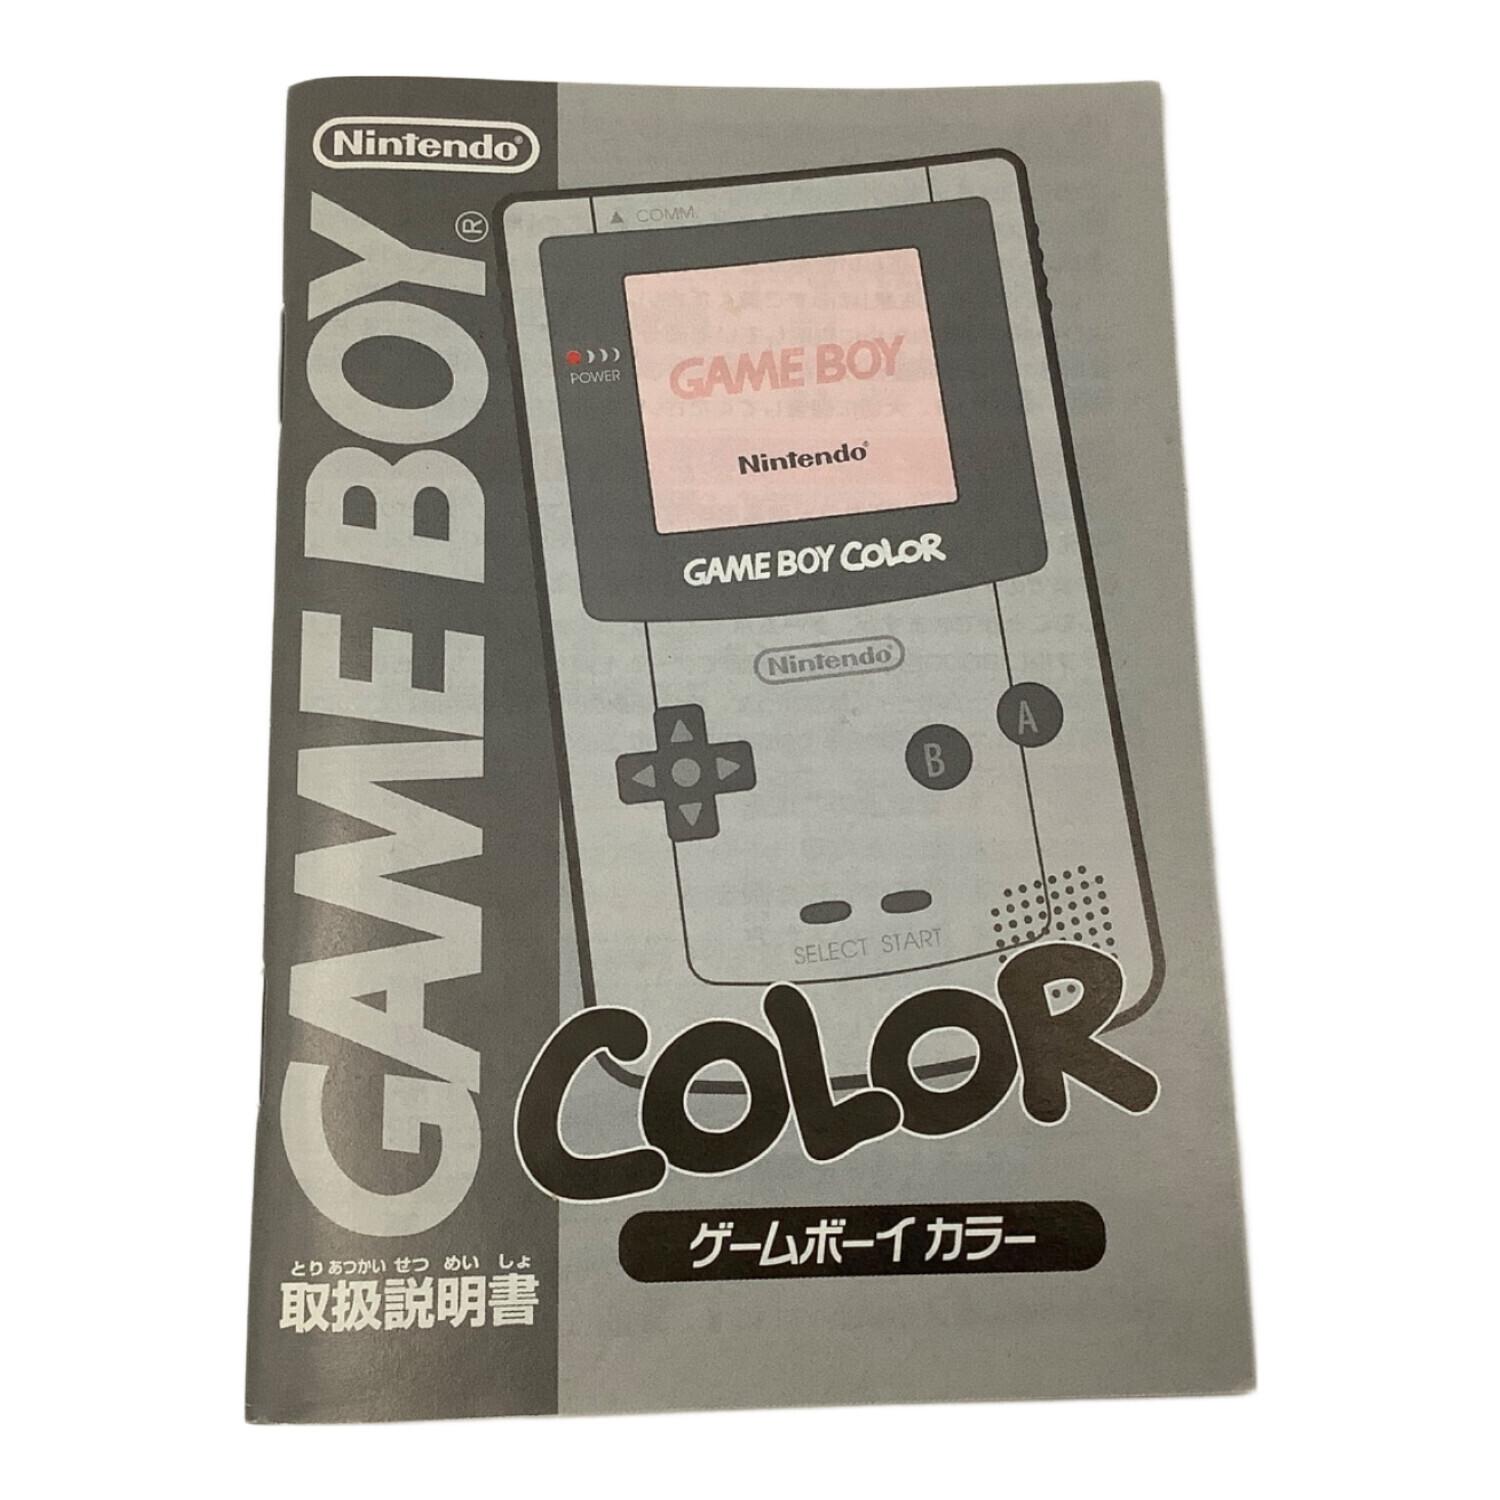 Nintendo®
GAME BOY®
▲ COMM.
POWER
GAME BOY
Nintendo®
GAME BOY COLOR
Nintendo®
A
B
SELECT START
COLOR
ゲームボーイ カラー
とりあつかい せつ めい しょ
取扱説明書